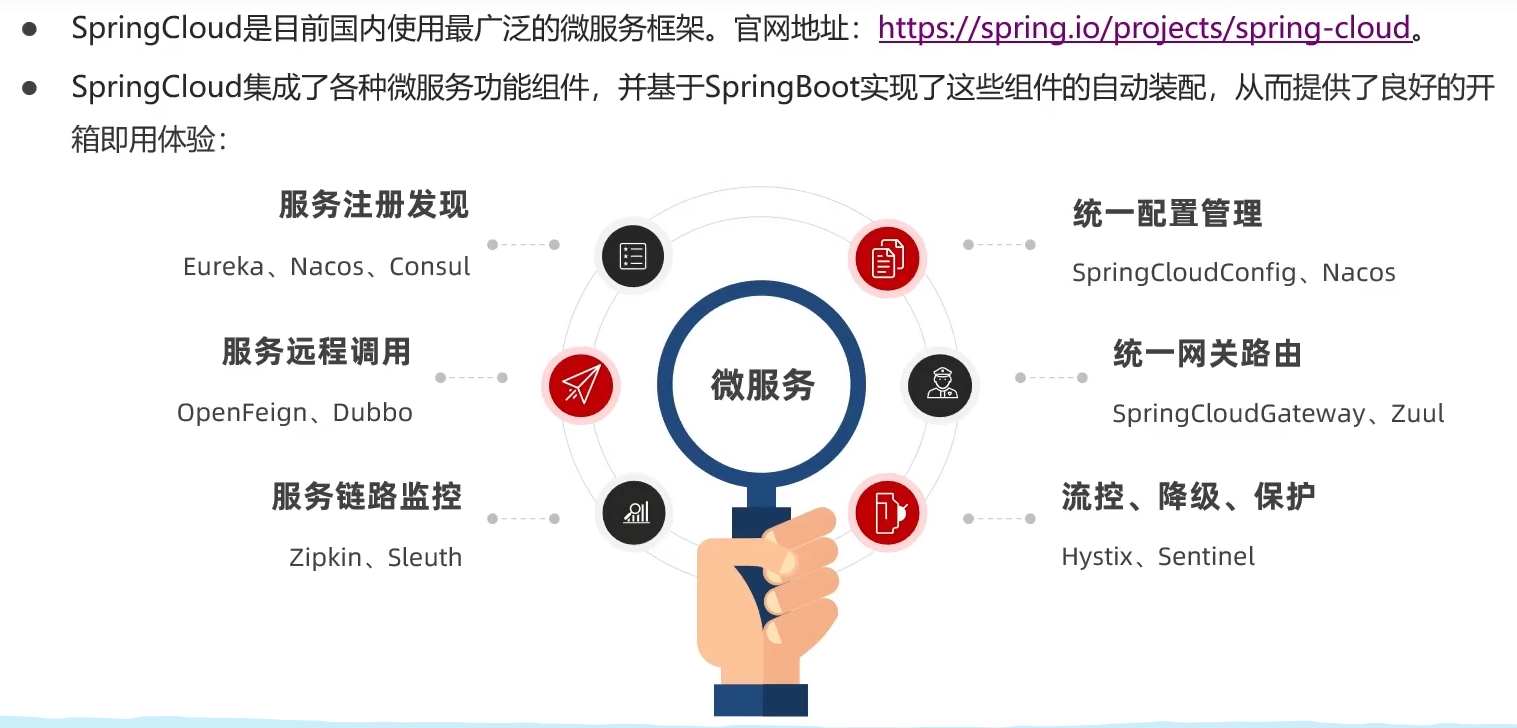 SpringCloud是目前国内使用最广泛的微服务框架。官网地址：https://spring.io/projects/spring-cloud。
SpringCloud集成了各种微服务功能组件，并基于SpringBoot实现了这些组件的自动装配，从而提供了良好的开
箱即用体验：
服务注册发现
Eureka、Nacos、Consul
统一配置管理
SpringCloudConfig、Nacos
服务远程调用
OpenFeign、Dubbo
微服务
统一网关路由
SpringCloudGateway、Zuul
服务链路监控
Zipkin、Sleuth
流控、降级、保护
Hystix、Sentinel